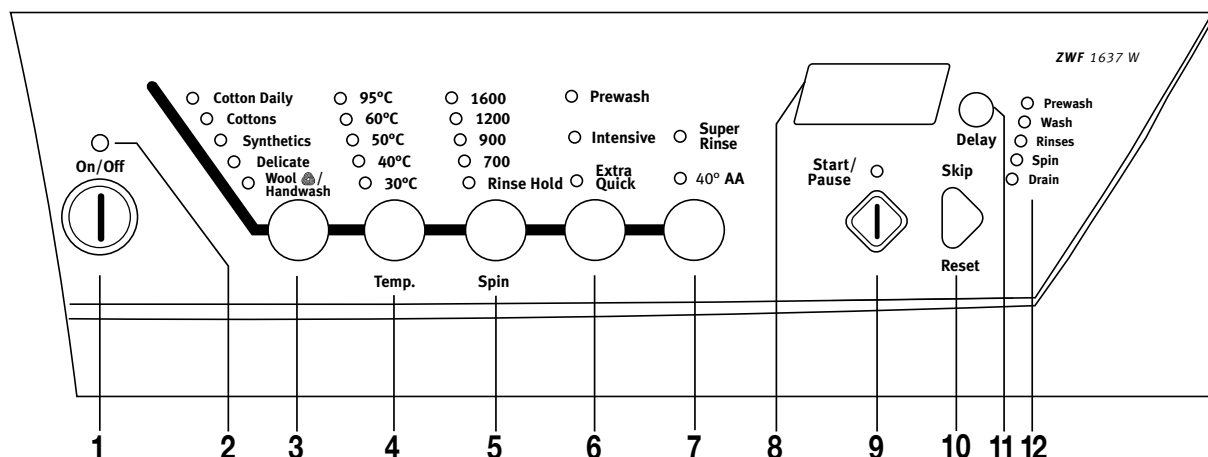 ZWF 1637 W
On/Off
Cotton Daily
Cottons
Synthetics
Delicate
Wool /
Handwash
95°C
60°C
50°C
40°C
30°C
Temp.
1600
1200
900
700
Rinse Hold
Spin
Prewash
Intensive
Extra
Quick
Super
Rinse
40° AA
Start/
Pause
Delay
Skip
Reset
Prewash
Wash
Rinses
Spin
Drain
1 2 3 4 5 6 7 8 9 10 11 12